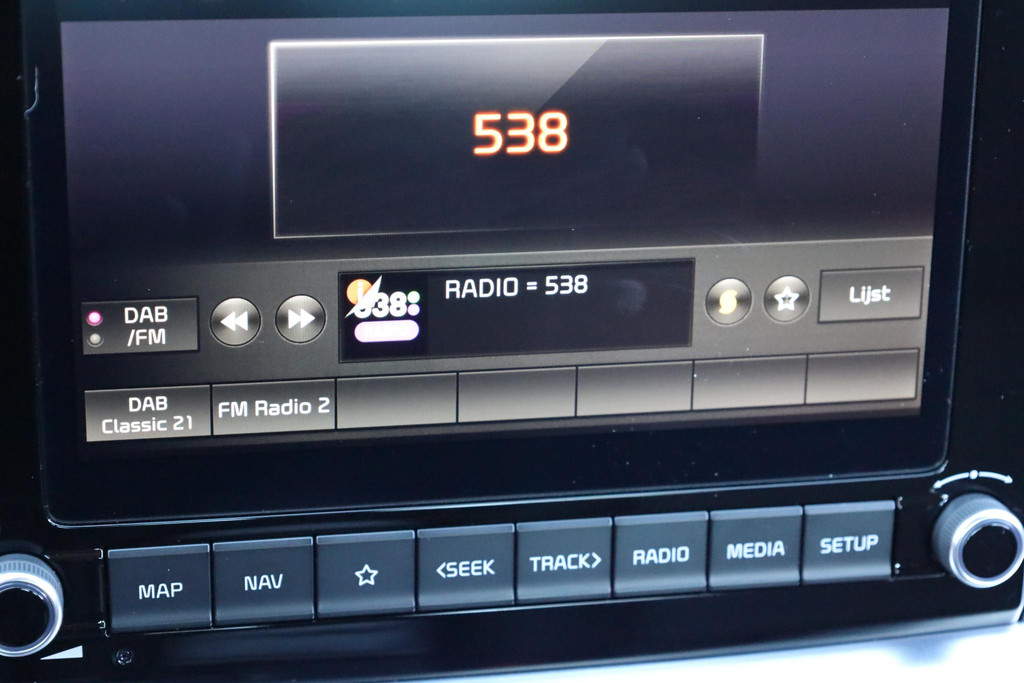 538
RADIO = 538
538
DAB
/FM
Lijst
DAB
Classic 21
FM Radio 2
MAP
NAV
<SEEK
TRACK>
RADIO
MEDIA
SETUP